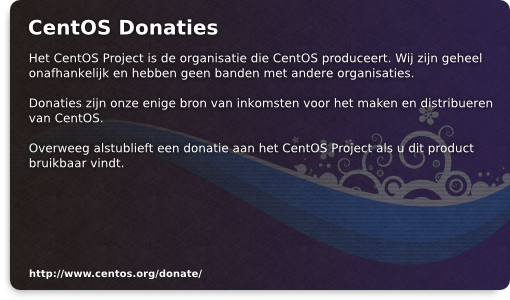 CentOS Donaties
Het CentOS Project is de organisatie die CentOS produceert. Wij zijn geheel
onafhankelijk en hebben geen banden met andere organisaties.
Donaties zijn onze enige bron van inkomsten voor het maken en distribueren
van CentOS.
Overweeg alstublieft een donatie aan het CentOS Project als u dit product
bruikbaar vindt.
http://www.centos.org/donate/